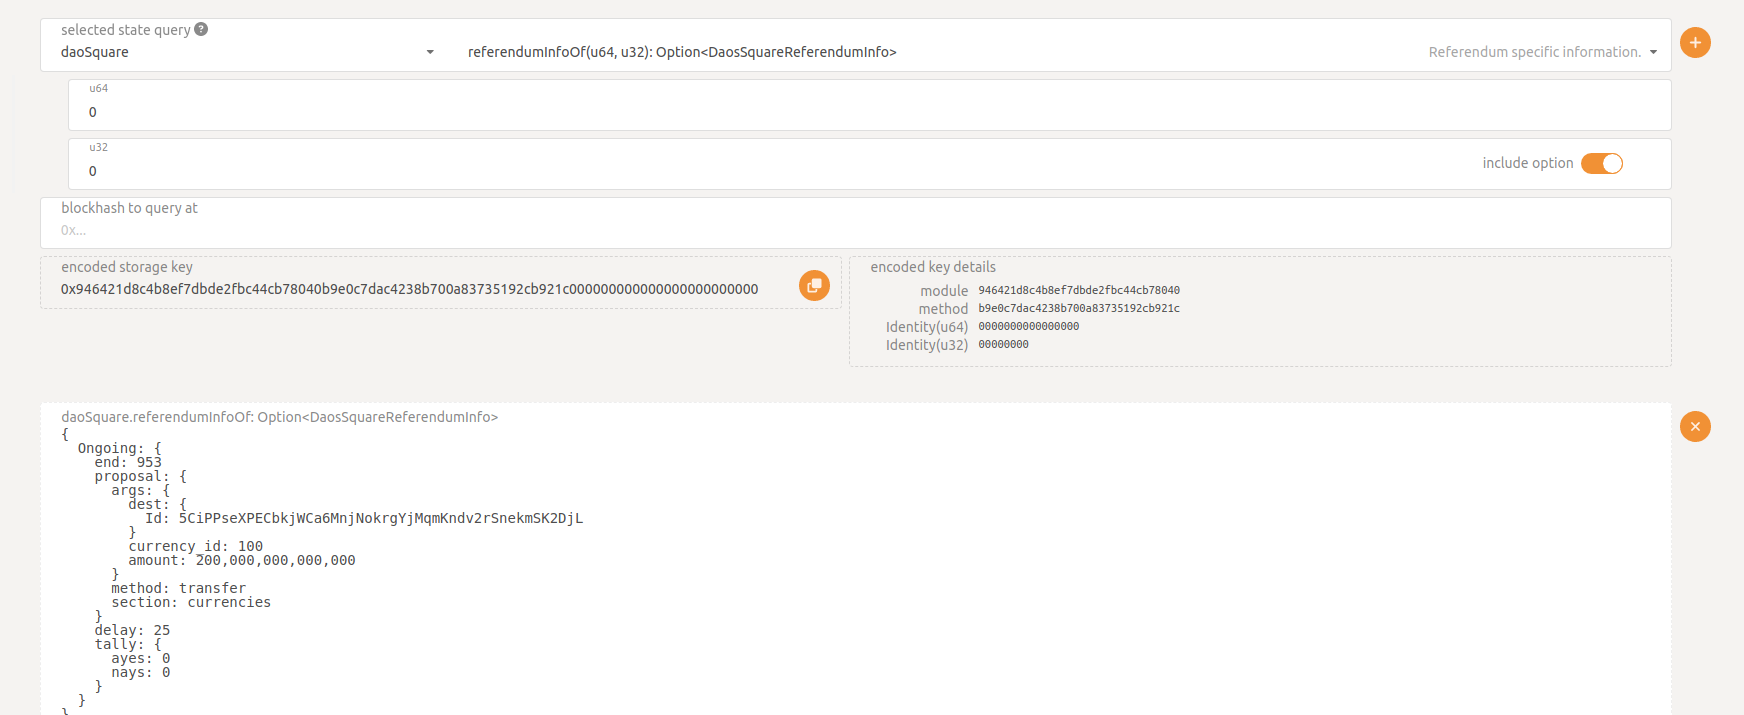 selected state query ?
daoSquare
referendumInfoOf(u64, u32): Option<DaosSquareReferendumInfo>
Referendum specific information.
u64
0
u32
0
include option
blockhash to query at
0x...
encoded storage key
0x946421d8c4b8ef7dbde2fbc44cb78040b9e0c7dac4238b700a83735192cb921c000000000000000000000000
encoded key details
module 946421d8c4b8ef7dbde2fbc44cb78040
method b9e0c7dac4238b700a83735192cb921c
Identity(u64) 0000000000000000
Identity(u32) 00000000
daoSquare.referendumInfoOf: Option<DaosSquareReferendumInfo>
{
  Ongoing: {
    end: 953
    proposal: {
      args: {
        dest: {
          Id: 5CiPPseXPECbkjWCa6MnjNokrgYjMqmKndv2rSnekmSK2DjL
        }
        currency_id: 100
        amount: 200,000,000,000,000
      }
      method: transfer
      section: currencies
    }
    delay: 25
    tally: {
      ayes: 0
      nays: 0
    }
  }
}